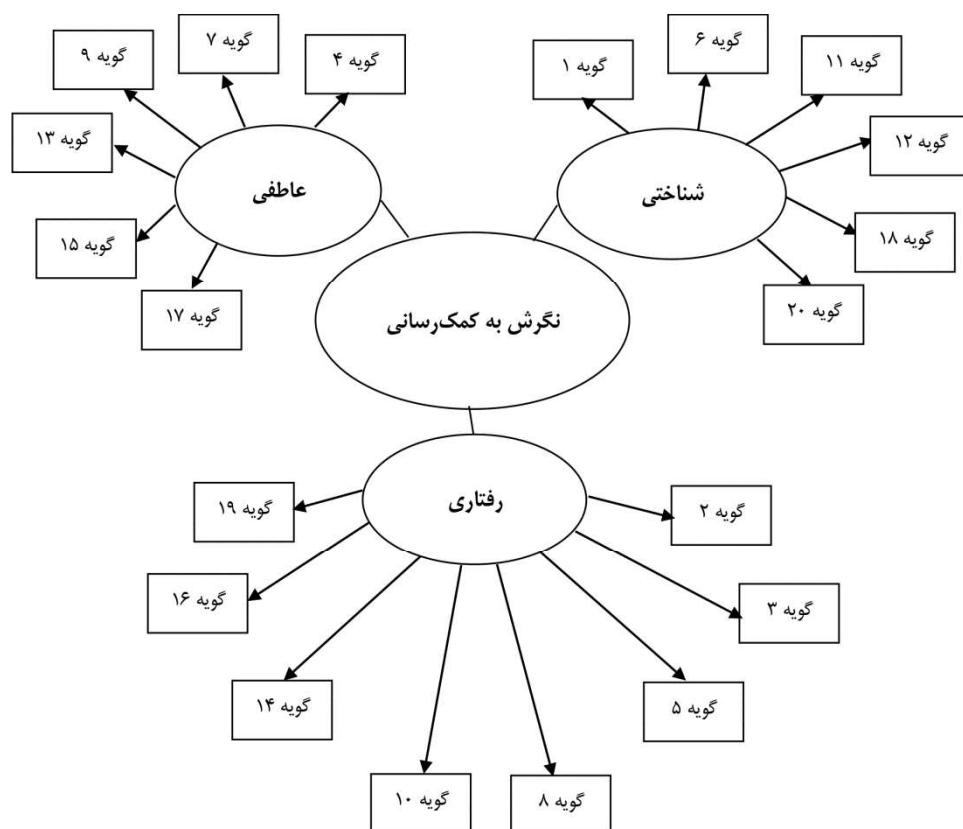 گویه ۱
گویه ۶
گویه ۱۱
گویه ۱۲
گویه ۱۸
گویه ۲۰
شناختی
گویه ۴
گویه ۷
گویه ۹
گویه ۱۳
گویه ۱۵
گویه ۱۷
عاطفی
نگرش به کمک‌رسانی
رفتاری
گویه ۲
گویه ۳
گویه ۵
گویه ۸
گویه ۱۰
گویه ۱۴
گویه ۱۶
گویه ۱۹